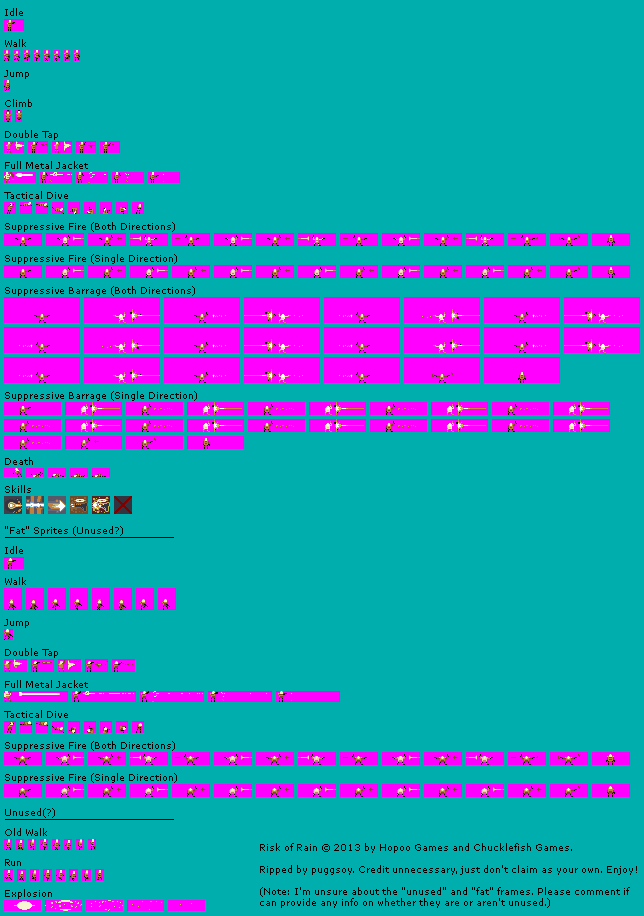 Idle
Walk
Jump
Climb
Double Tap
Full Metal Jacket
Tactical Dive
Suppressive Fire (Both Directions)
Suppressive Fire (Single Direction)
Suppressive Barrage (Both Directions)
Suppressive Barrage (Single Direction)
Death
Skills
"Fat" Sprites (Unused?)
Idle
Walk
Jump
Double Tap
Full Metal Jacket
Tactical Dive
Suppressive Fire (Both Directions)
Suppressive Fire (Single Direction)
Unused(?)
Old Walk
Run
Explosion
Risk of Rain © 2013 by Hopoo Games and Chucklefish Games.
Ripped by puggsoy. Credit unnecessary, just don't claim as your own. Enjoy!
(Note: I'm unsure about the "unused" and "fat" frames. Please comment if
can provide any info on whether they are or aren't unused.)